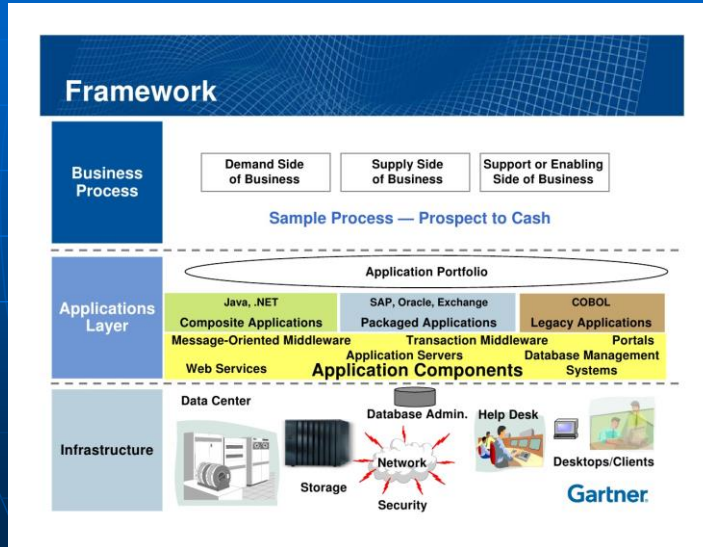 Framework
Business
Process
Demand Side
of Business
Supply Side
of Business
Support or Enabling
Side of Business
Sample Process — Prospect to Cash
Applications
Layer
Application Portfolio
Java, .NET
Composite Applications
SAP, Oracle, Exchange
Packaged Applications
COBOL
Legacy Applications
Message-Oriented Middleware
Transaction Middleware
Portals
Application Servers
Database Management
Systems
Web Services
Application Components
Infrastructure
Data Center
Storage
Database Admin.
Network
Security
Help Desk
Desktops/Clients
Gartner